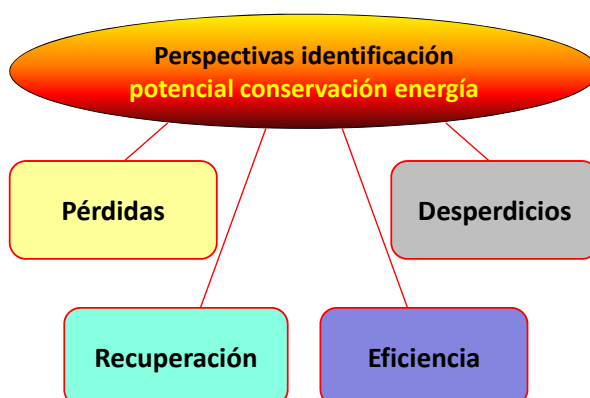 Perspectivas identificación
potencial conservación energía
Pérdidas
Desperdicios
Recuperación
Eficiencia